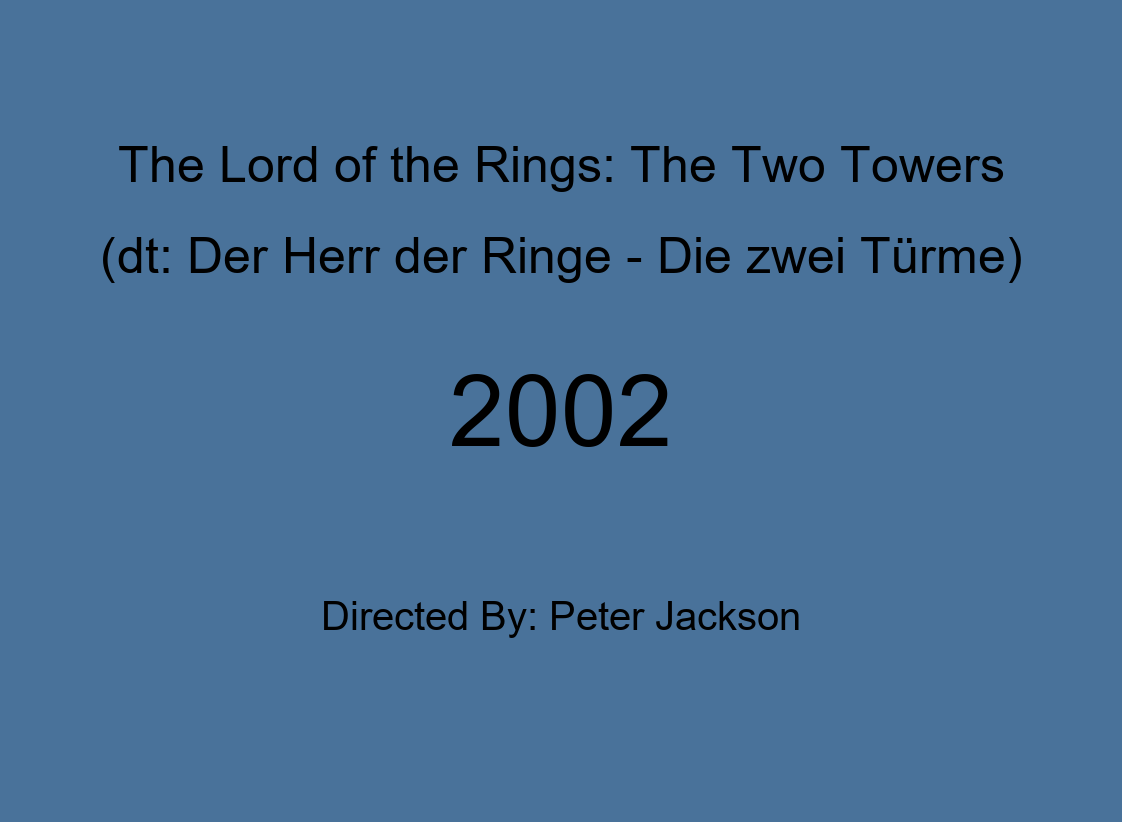 The Lord of the Rings: The Two Towers
(dt: Der Herr der Ringe - Die zwei Türme)
2002
Directed By: Peter Jackson